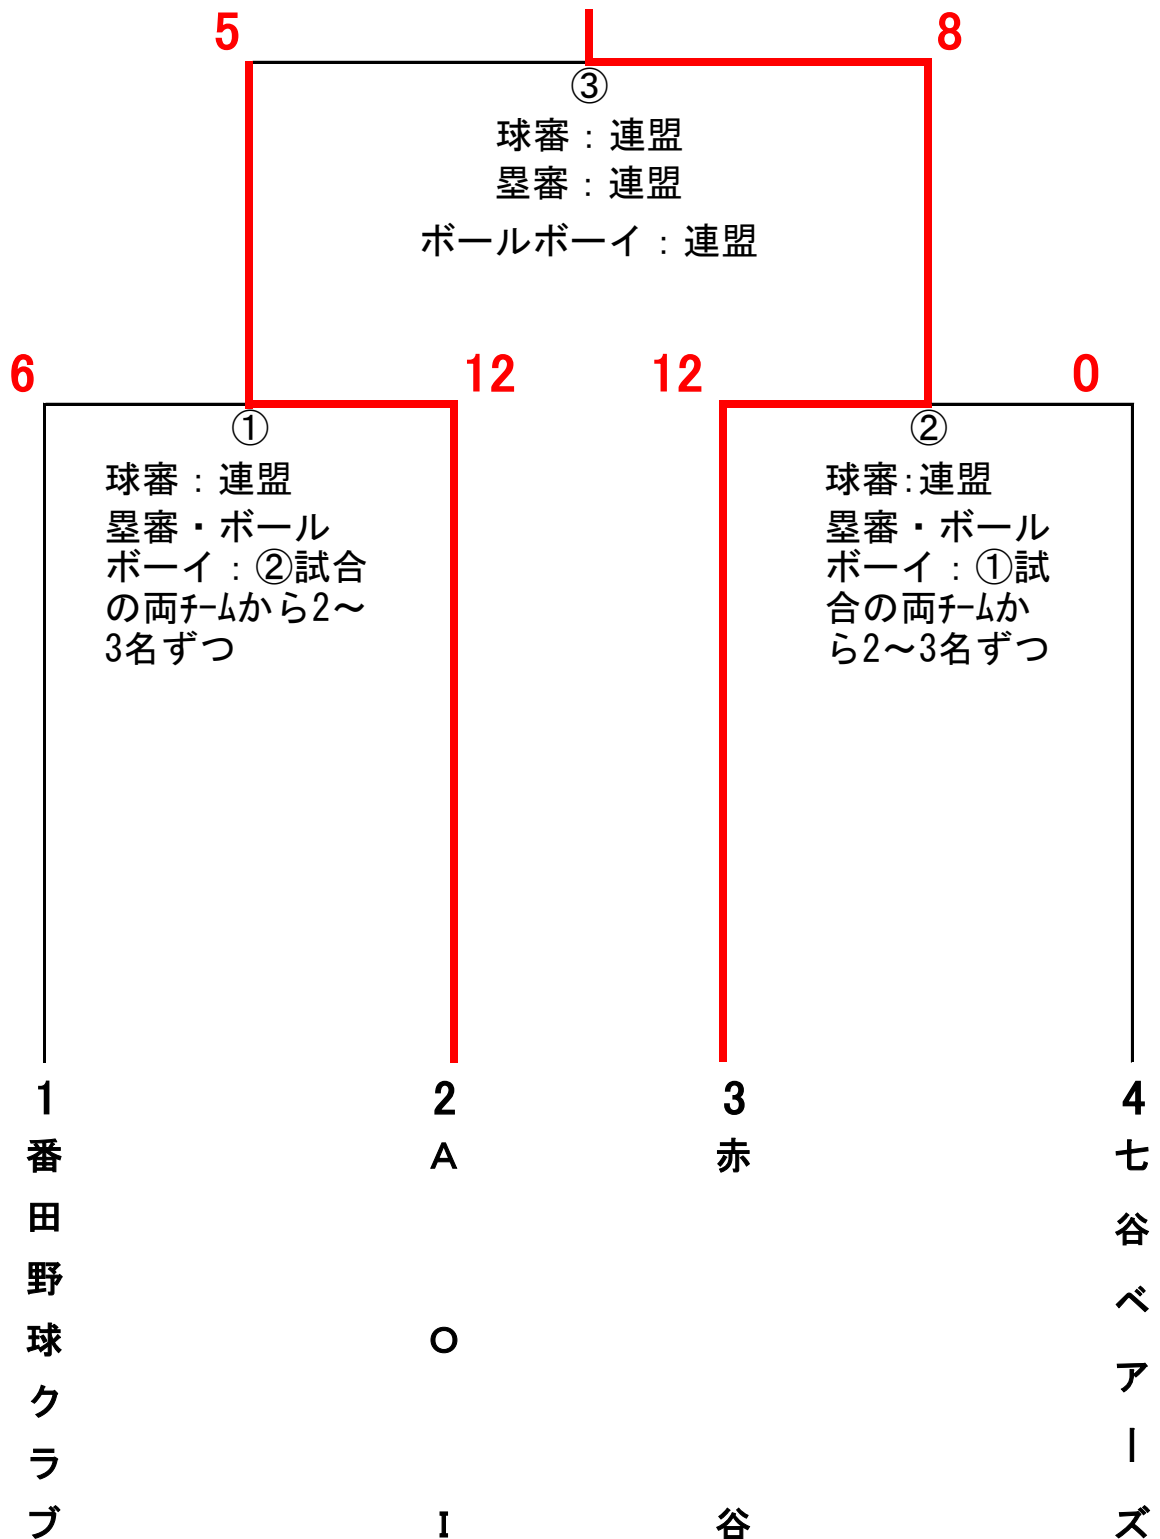 5
8
③
球審：連盟
塁審：連盟
ボールボーイ：連盟
6
12
12
0
①
球審：連盟
塁審・ボール
ボーイ：②試合
の両ﾁｰﾑから2～
3名ずつ
②
球審：連盟
塁審・ボール
ボーイ：①試
合の両ﾁｰﾑか
ら2～3名ずつ
1
2
3
4
番田野球クラブ
AOI
赤谷
七谷ベアーズ